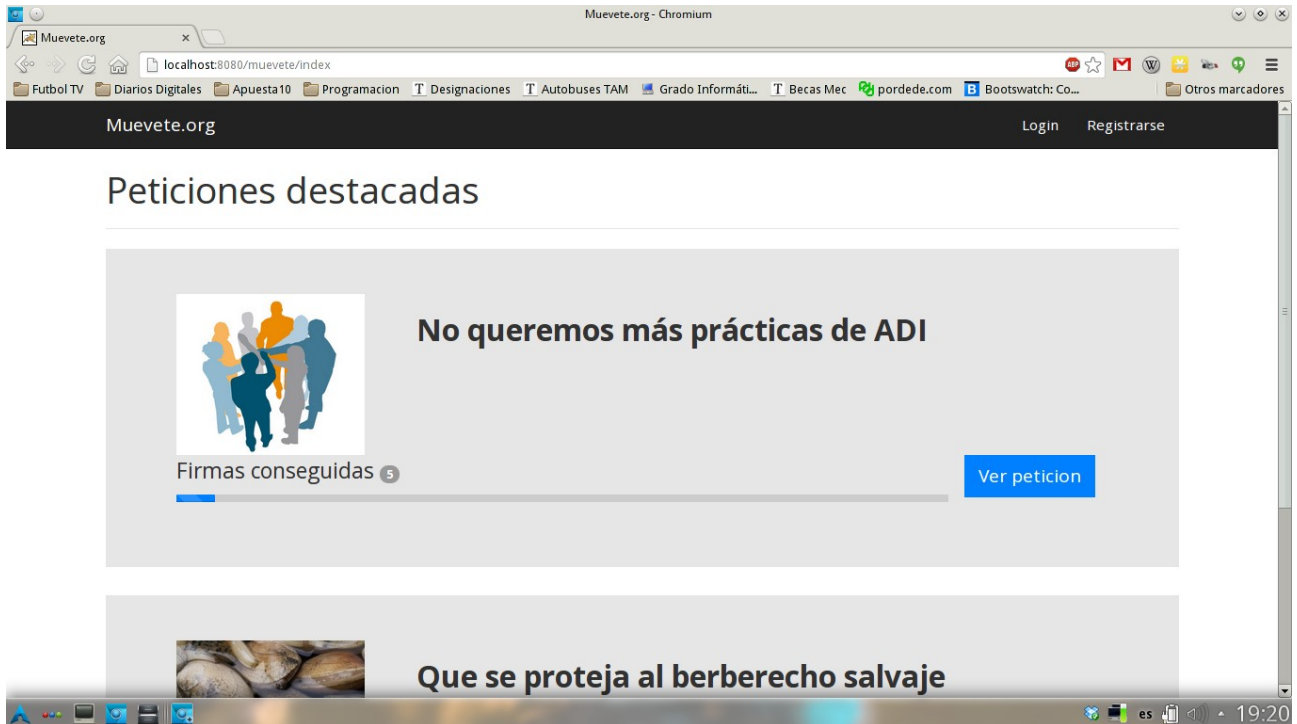 Muevete.org - Chromium
Muevete.org
localhost:8080/muevete/index
ABP
Futbol TV Diarios Digitales Apuesta10 Programacion T Designaciones T Autobuses TAM Grado Informáti... T Becas Mec pordede.com B Bootswatch: Co... Otros marcadores
Muevete.org Login Registrarse
Peticiones destacadas
No queremos más prácticas de ADI
Firmas conseguidas 5
Ver peticion
Que se proteja al berberecho salvaje
es 19:20